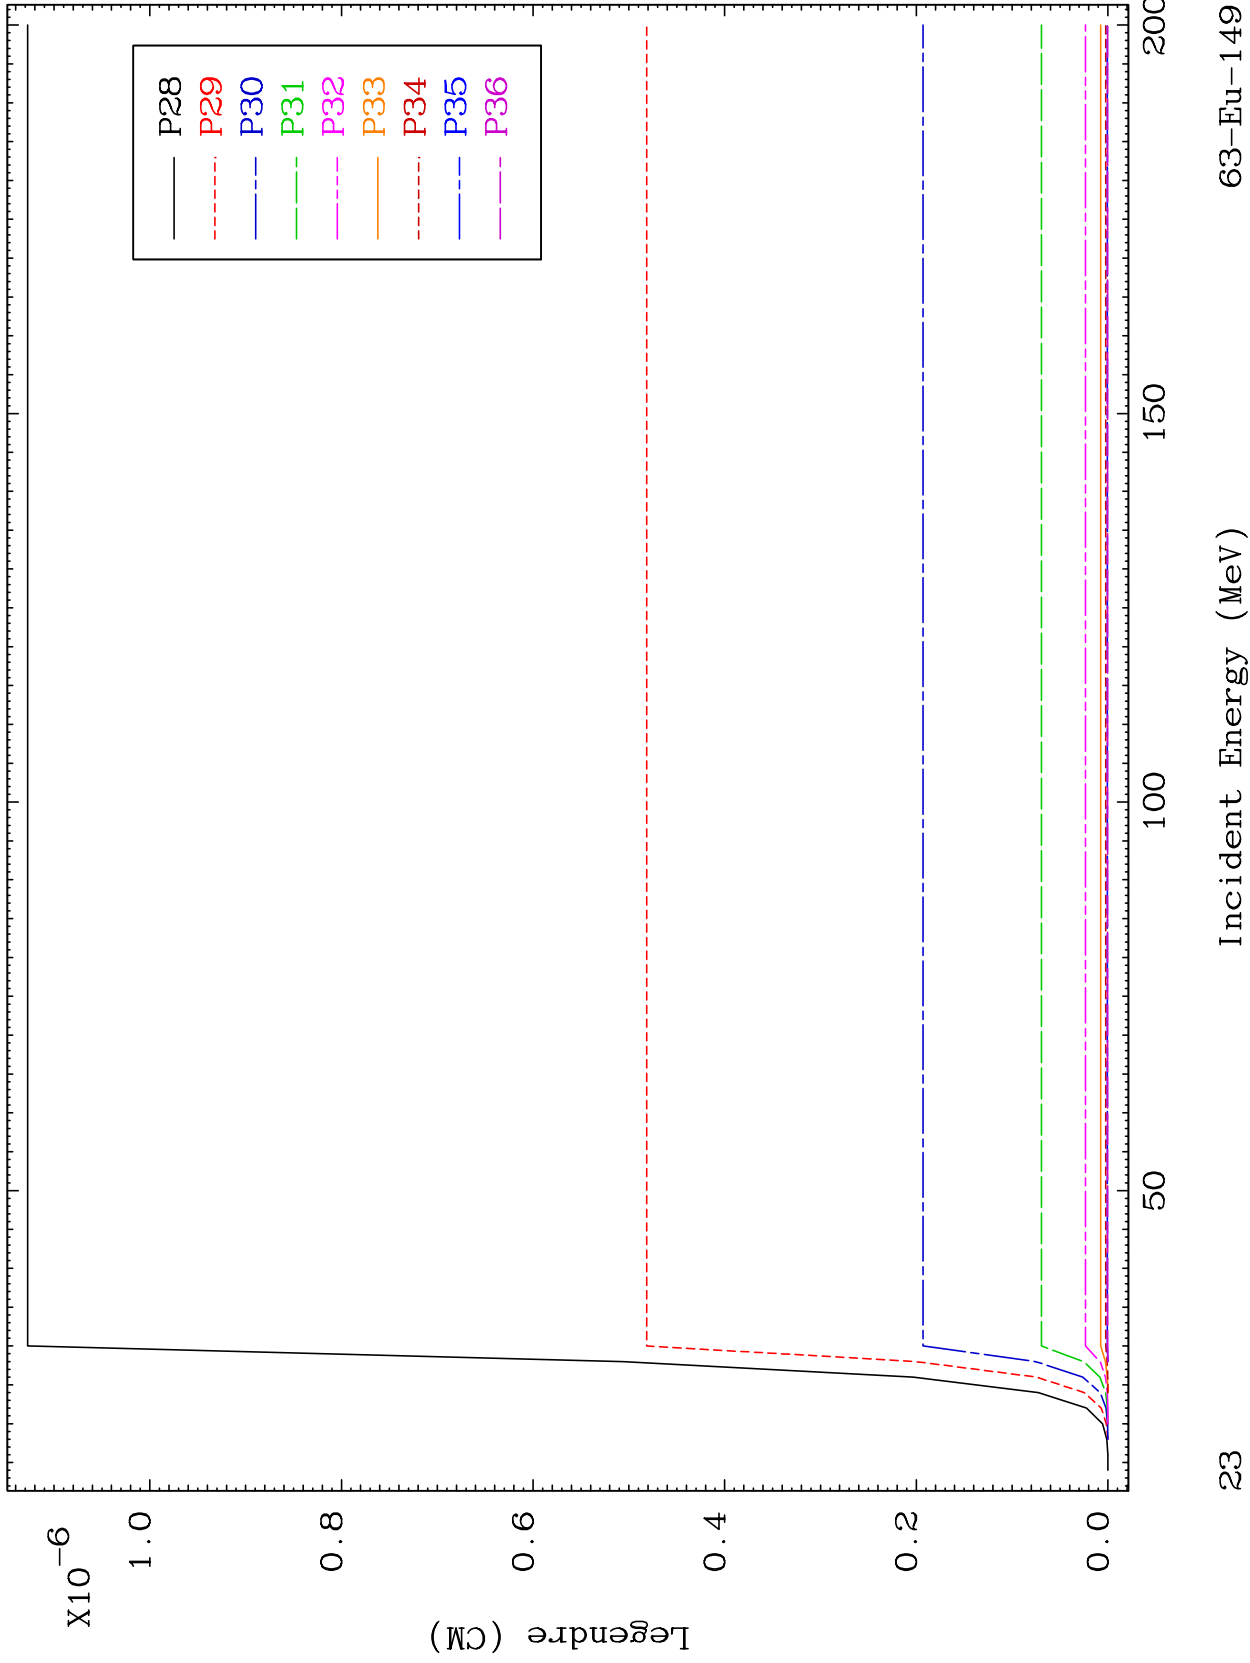 X10-6
1.0
0.8
0.6
0.4
0.2
0.0
Legendre (CM)
P28
P29
P30
P31
P32
P33
P34
P35
P36
50
100
150
200
Incident Energy (MeV)
23
63-Eu-149